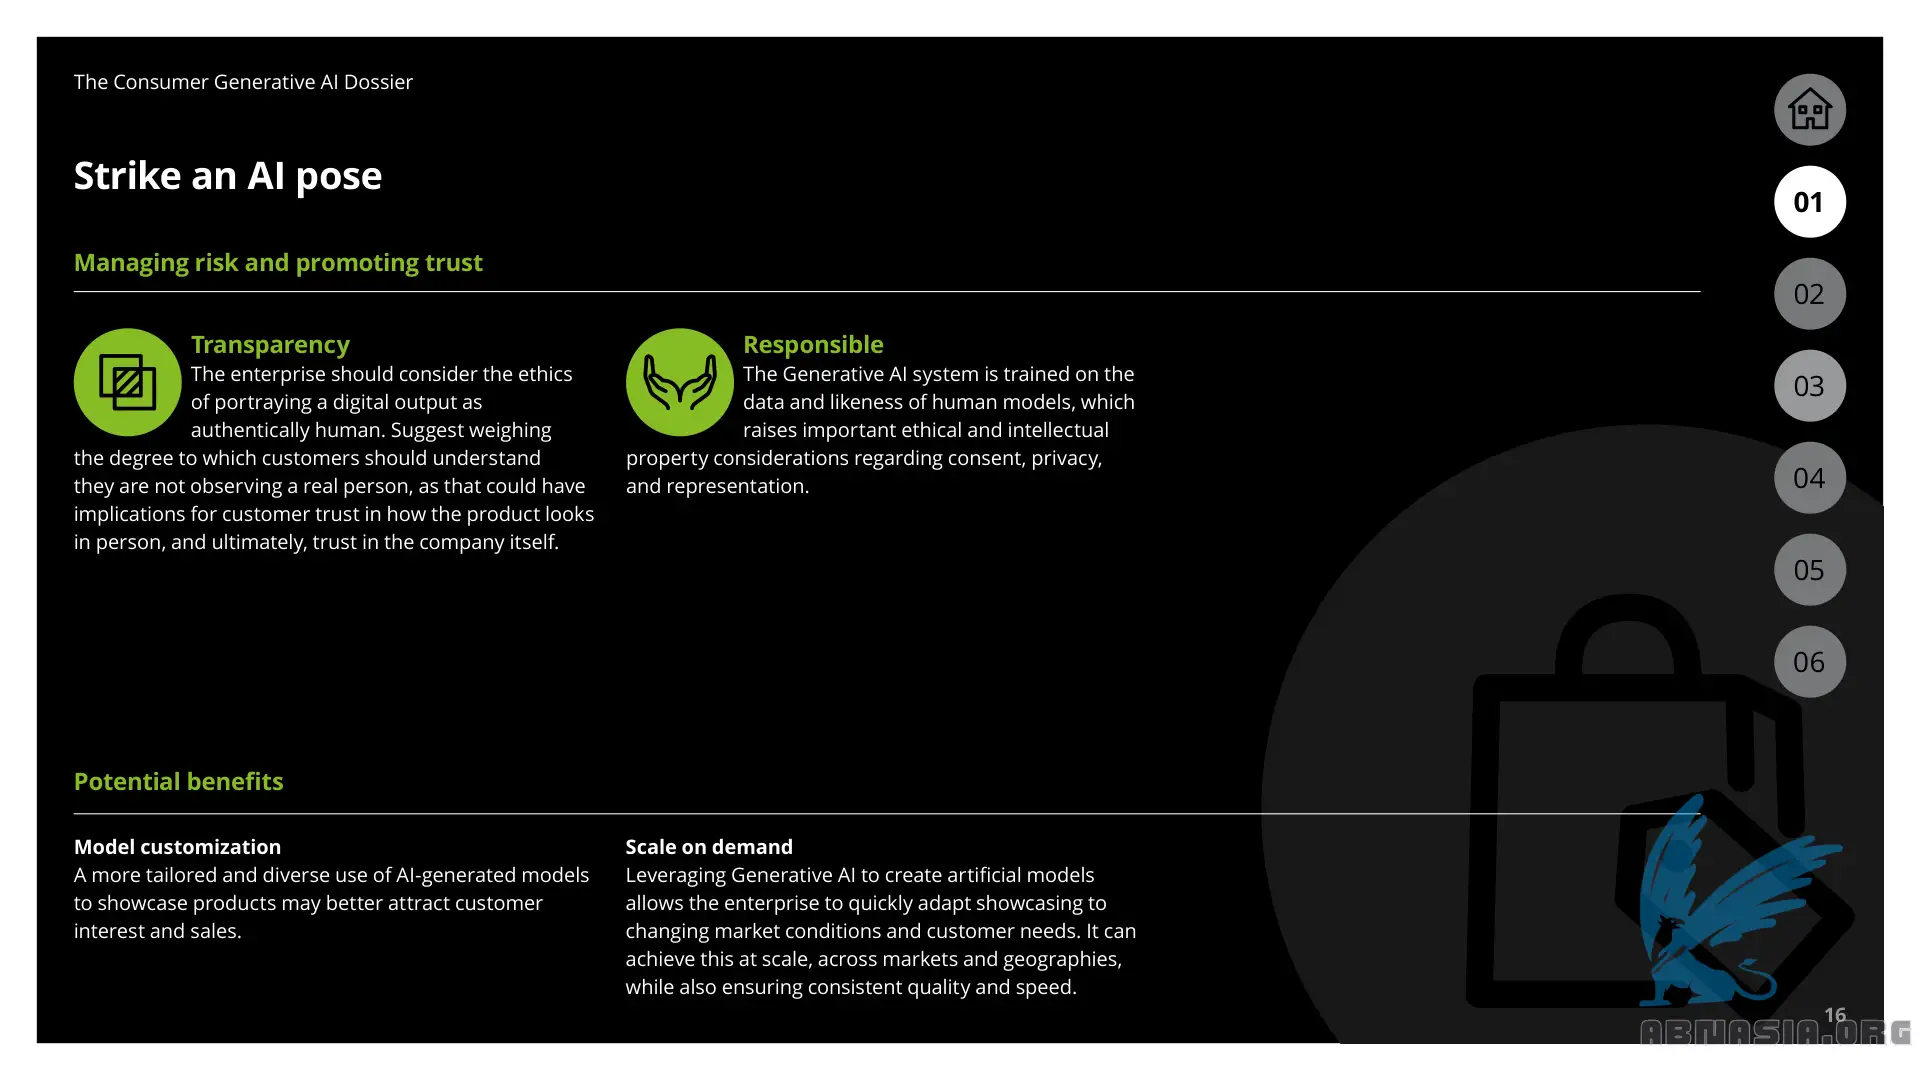 The Consumer Generative AI Dossier
Strike an AI pose
Managing risk and promoting trust
Transparency
The enterprise should consider the ethics
of portraying a digital output as
authentically human. Suggest weighing
the degree to which customers should understand
they are not observing a real person, as that could have
implications for customer trust in how the product looks
in person, and ultimately, trust in the company itself.
Responsible
The Generative AI system is trained on the
data and likeness of human models, which
raises important ethical and intellectual
property considerations regarding consent, privacy,
and representation.
Potential benefits
Model customization
A more tailored and diverse use of AI-generated models
to showcase products may better attract customer
interest and sales.
Scale on demand
Leveraging Generative AI to create artificial models
allows the enterprise to quickly adapt showcasing to
changing market conditions and customer needs. It can
achieve this at scale, across markets and geographies,
while also ensuring consistent quality and speed.
01
02
03
04
05
06
16
ABMASIA.ORG